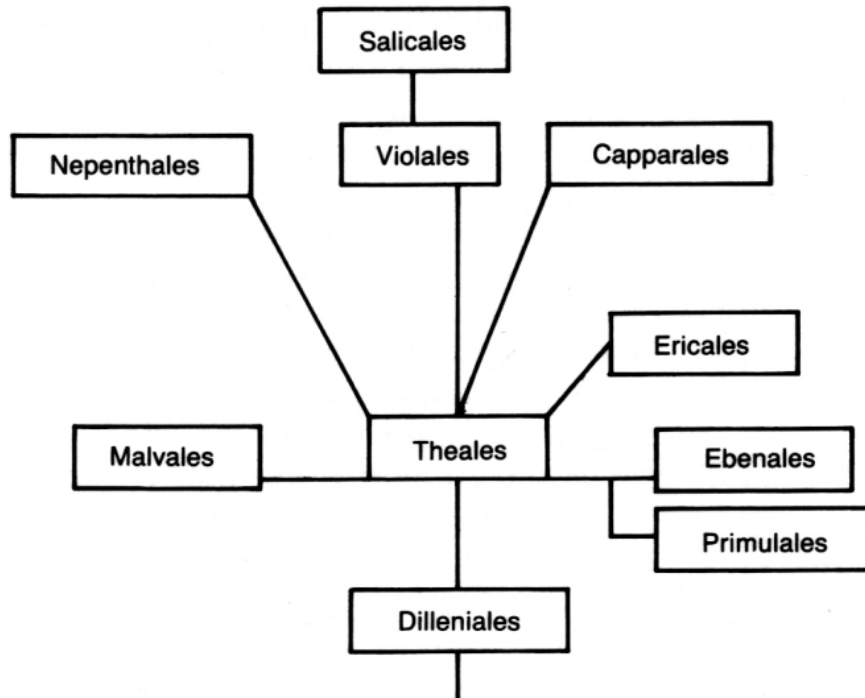 Salicales
Nepenthales
Violales
Capparales
Ericales
Malvales
Theales
Ebenales
Primulales
Dilleniales